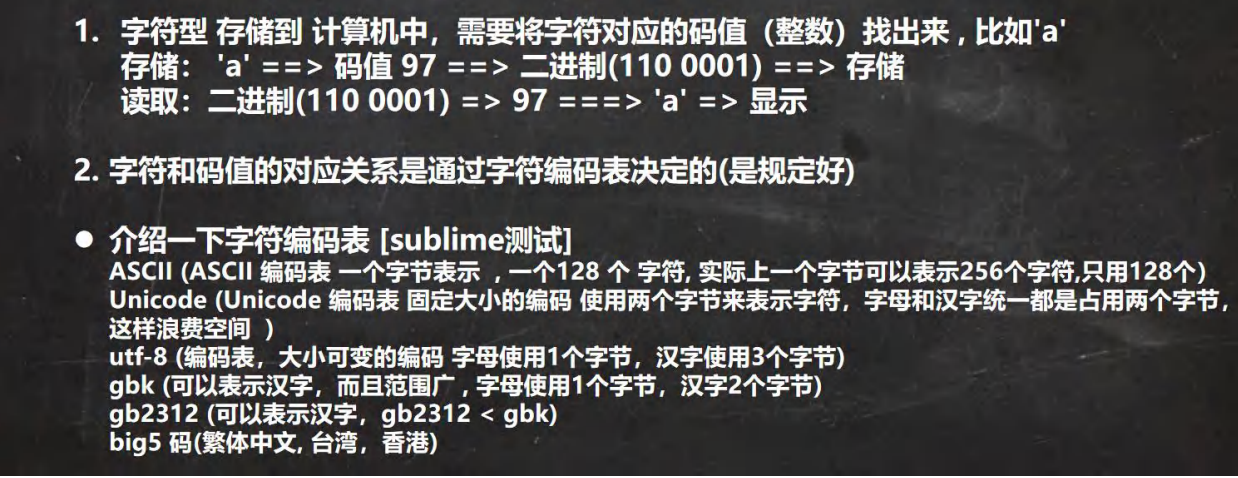 1. 字符型 存储到 计算机中，需要将字符对应的码值（整数）找出来 , 比如'a'
存储： 'a' ==> 码值 97 ==> 二进制(110 0001) ==> 存储
读取：二进制(110 0001) => 97 ===> 'a' => 显示
2. 字符和码值的对应关系是通过字符编码表决定的(是规定好)
● 介绍一下字符编码表 [sublime测试]
ASCII (ASCII 编码表 一个字节表示 , 一个128 个 字符, 实际上一个字节可以表示256个字符,只用128个）
Unicode (Unicode 编码表 固定大小的编码 使用两个字节来表示字符，字母和汉字统一都是占用两个字节，
这样浪费空间 ）
utf-8 (编码表，大小可变的编码 字母使用1个字节，汉字使用3个字节)
gbk (可以表示汉字，而且范围广 , 字母使用1个字节，汉字2个字节)
gb2312 (可以表示汉字，gb2312 < gbk)
big5 码(繁体中文, 台湾，香港)